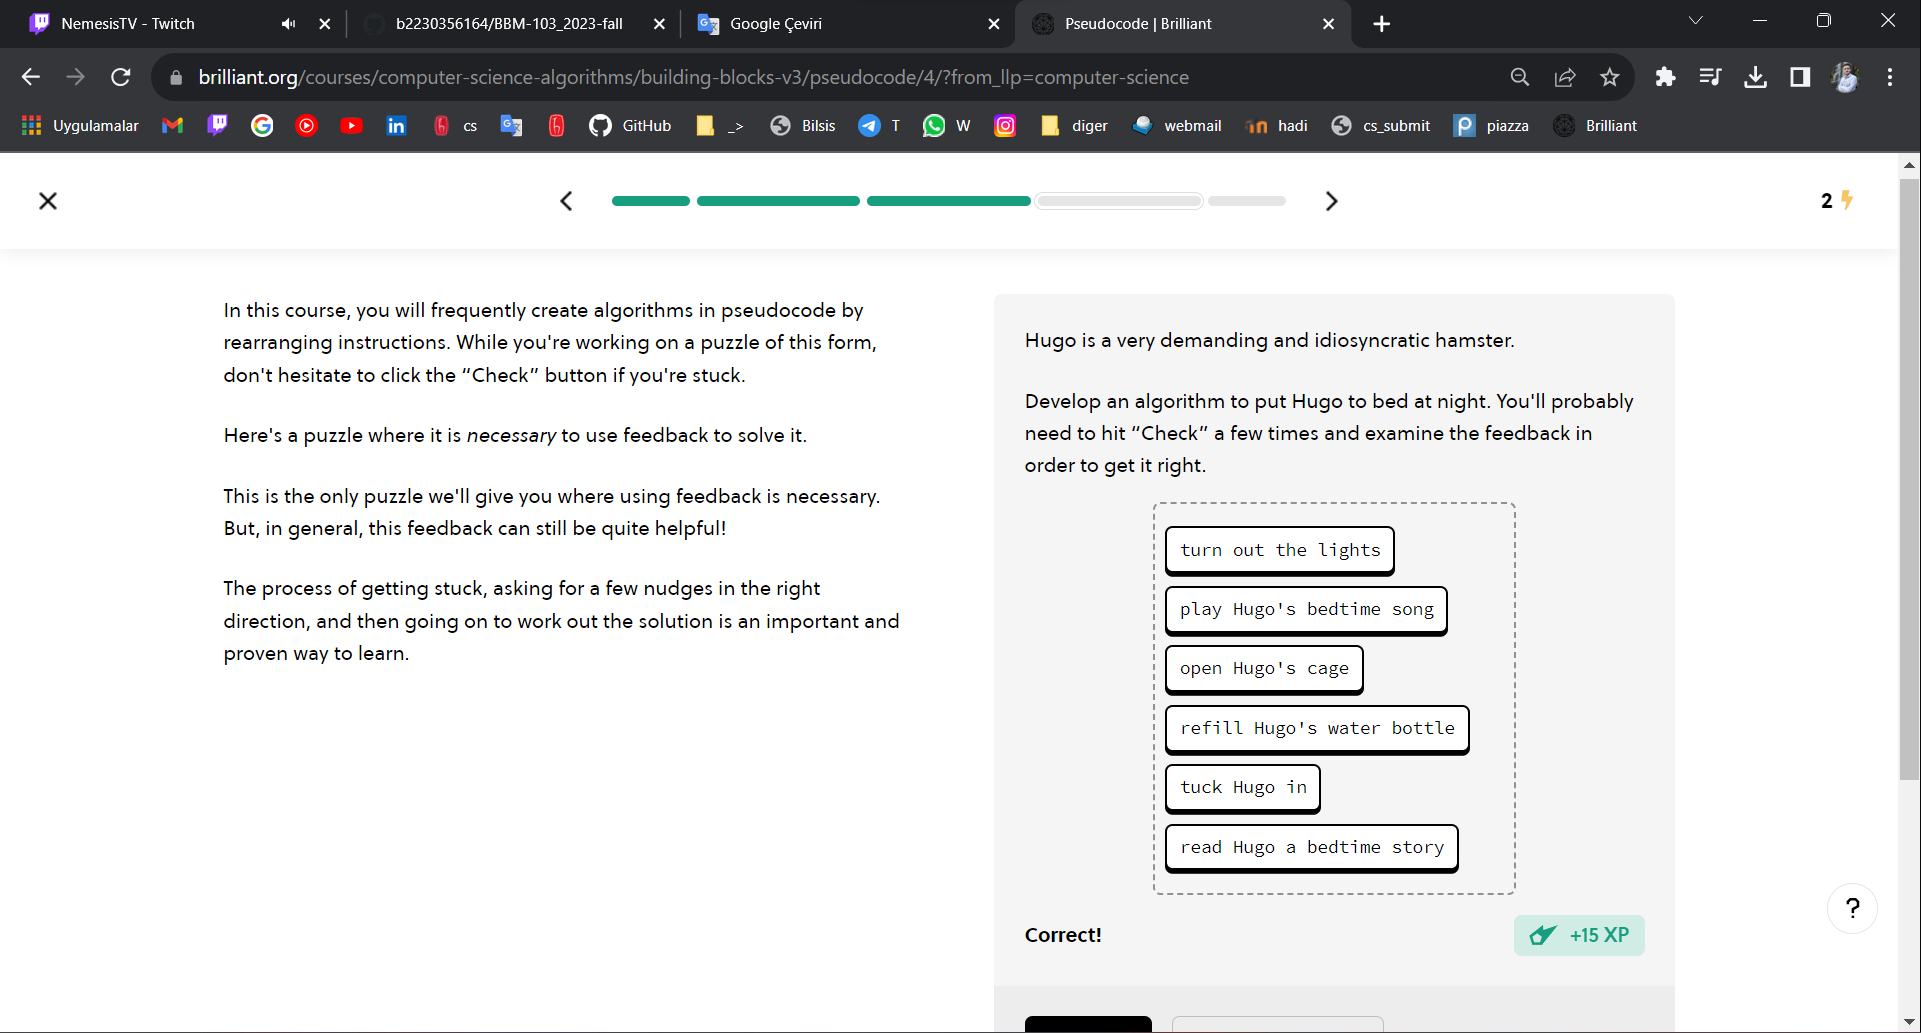 NemesisTV - Twitch
b2230356164/BBM-103_2023-fall
Google Çeviri
Pseudocode | Brilliant
brilliant.org/courses/computer-science-algorithms/building-blocks-v3/pseudocode/4/?from_llp=computer-science
Uygulamalar
cs
GitHub
_>
Bilsis
T
W
diger
webmail
hadi
cs_submit
piazza
Brilliant
2
In this course, you will frequently create algorithms in pseudocode by
rearranging instructions. While you're working on a puzzle of this form,
don't hesitate to click the “Check” button if you're stuck.
Here's a puzzle where it is necessary to use feedback to solve it.
This is the only puzzle we'll give you where using feedback is necessary.
But, in general, this feedback can still be quite helpful!
The process of getting stuck, asking for a few nudges in the right
direction, and then going on to work out the solution is an important and
proven way to learn.
Hugo is a very demanding and idiosyncratic hamster.
Develop an algorithm to put Hugo to bed at night. You'll probably
need to hit “Check” a few times and examine the feedback in
order to get it right.
turn out the lights
play Hugo's bedtime song
open Hugo's cage
refill Hugo's water bottle
tuck Hugo in
read Hugo a bedtime story
Correct!
+15 XP
?